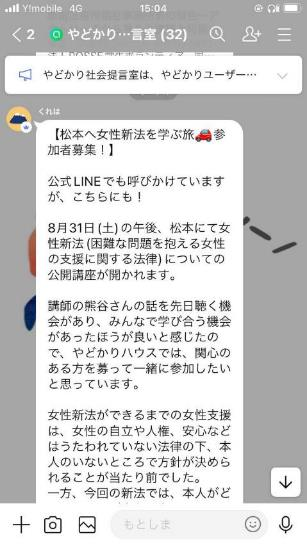 Y!mobile 4G 15:04
2 やどかり…言室 (32)
やどかり社会提言室は、やどかりユーザー…
くれは
【松本へ女性新法を学ぶ旅🚗参
加者募集！】
公式LINEでも呼びかけています
が、こちらにも！
8月31日(土)の午後、松本にて女
性新法(困難な問題を抱える女性
の支援に関する法律)についての
公開講座が開かれます。
講師の熊谷さんの話を先日聴く機
会があり、みんなで学び合う機会
があったほうが良いと感じたの
で、やどかりハウスでは、関心の
ある方を募って一緒に参加したい
と思っています。
女性新法ができるまでの女性支援
は、女性の自立や人権、安心など
はうたわれていない法律の下、本
人のいないところで方針が決めら
れることが当たり前でした。
一方、今回の新法では、本人がど
もとしま